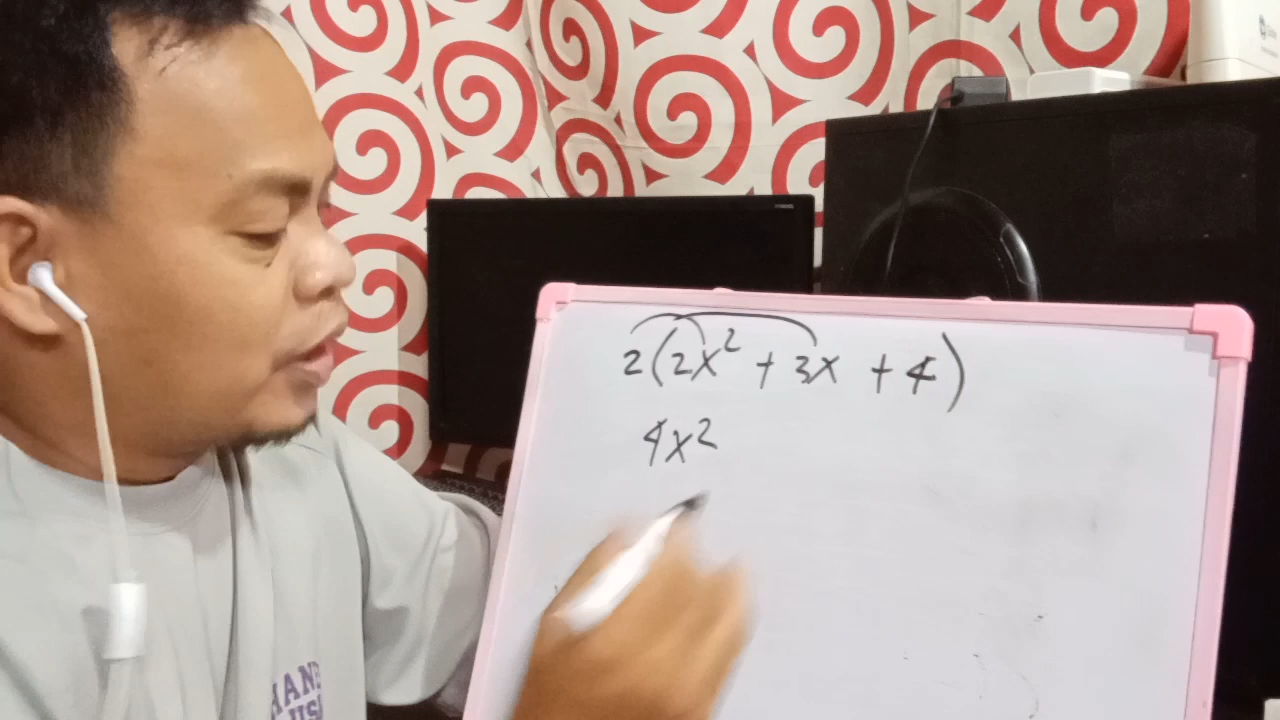 2(2x² + 3x + 4)
4x²